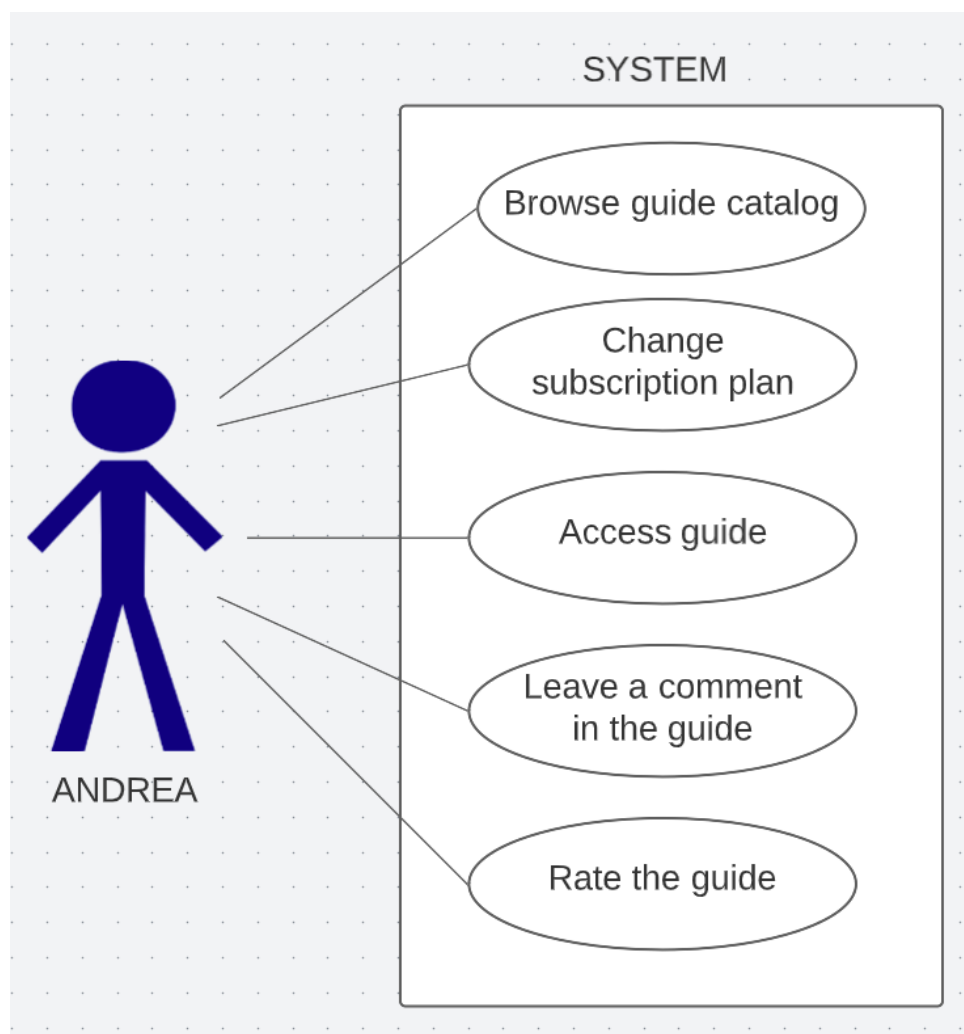 SYSTEM
Browse guide catalog
Change
subscription plan
Access guide
Leave a comment
in the guide
ANDREA
Rate the guide